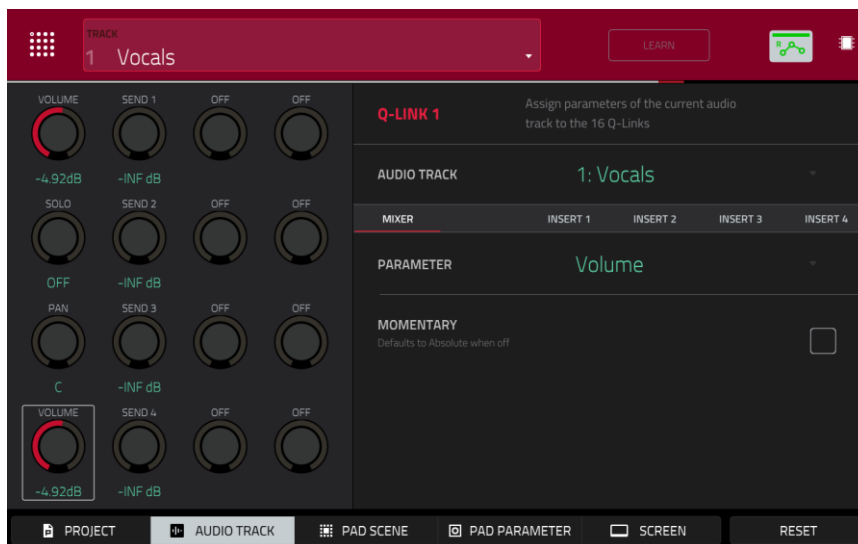 TRACK
1 Vocals
LEARN
R
VOLUME SEND 1 OFF OFF
-4.92dB -INF dB
SOLO SEND 2 OFF OFF
OFF -INF dB
PAN SEND 3 OFF OFF
C -INF dB
VOLUME SEND 4 OFF OFF
-4.92dB -INF dB
Q-LINK 1
Assign parameters of the current audio
track to the 16 Q-Links
AUDIO TRACK 1: Vocals
MIXER INSERT 1 INSERT 2 INSERT 3 INSERT 4
PARAMETER Volume
MOMENTARY
Defaults to Absolute when off
PROJECT AUDIO TRACK PAD SCENE PAD PARAMETER SCREEN RESET